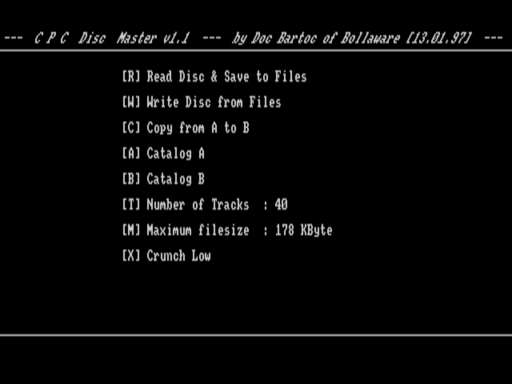 --- C P C Disc Master v1.1 --- by Doc Bartoc of Bollaware [13.01.97] ---
[R] Read Disc & Save to Files
[W] Write Disc from Files
[C] Copy from A to B
[A] Catalog A
[B] Catalog B
[T] Number of Tracks : 40
[M] Maximum filesize : 178 KByte
[X] Crunch Low